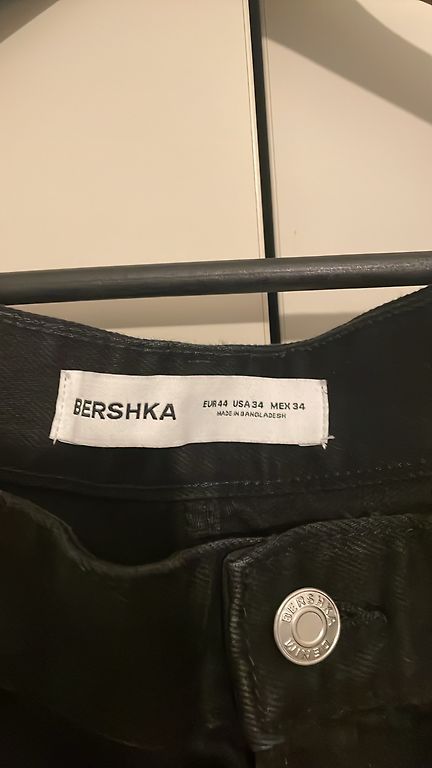 BERSHKA
EUR 44 USA 34 MEX 34
MADE IN BANGLADESH
BERSHKA
DENIM